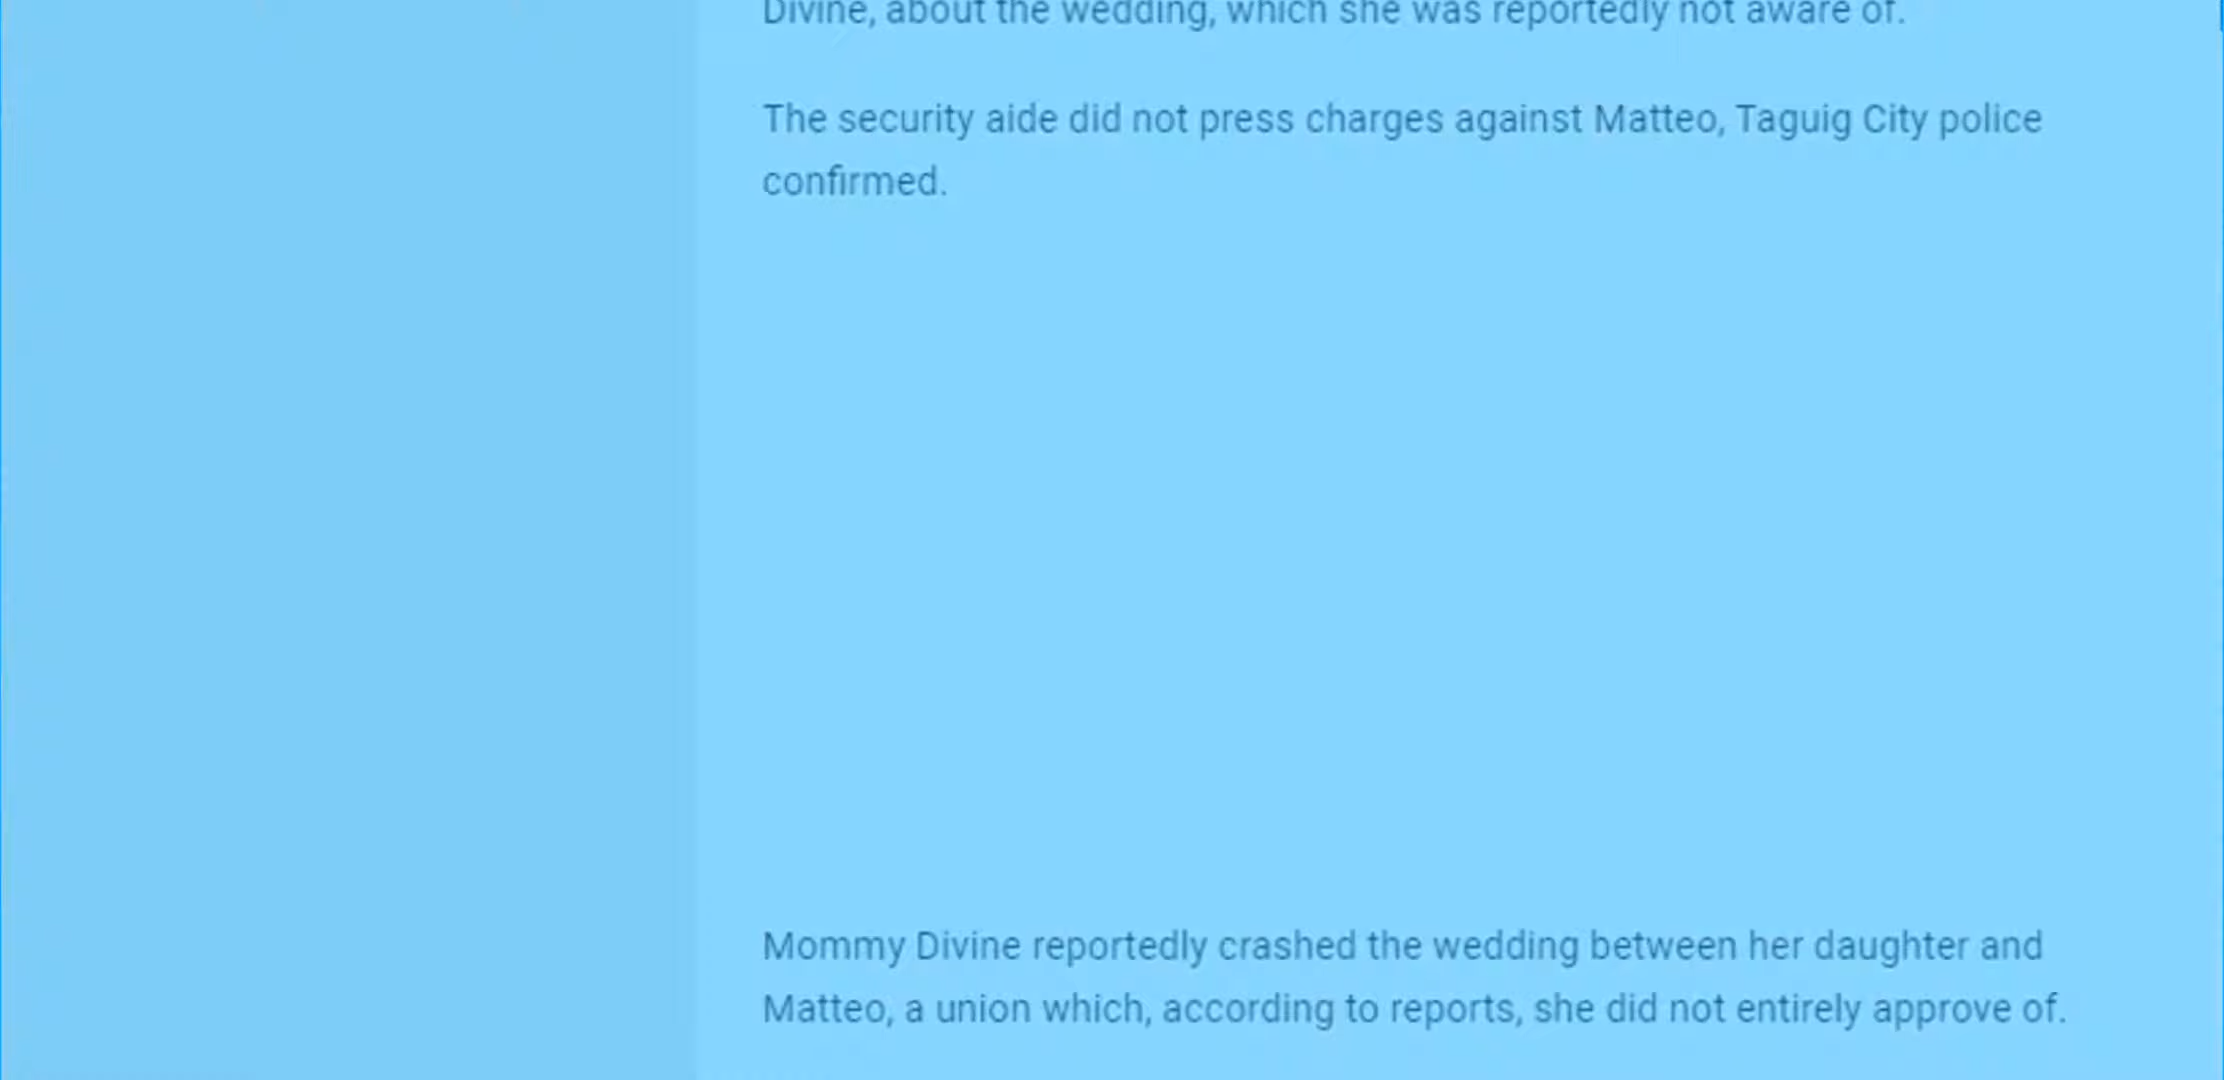 Divine, about the wedding, which she was reportedly not aware of.
The security aide did not press charges against Matteo, Taguig City police
confirmed.
Mommy Divine reportedly crashed the wedding between her daughter and
Matteo, a union which, according to reports, she did not entirely approve of.